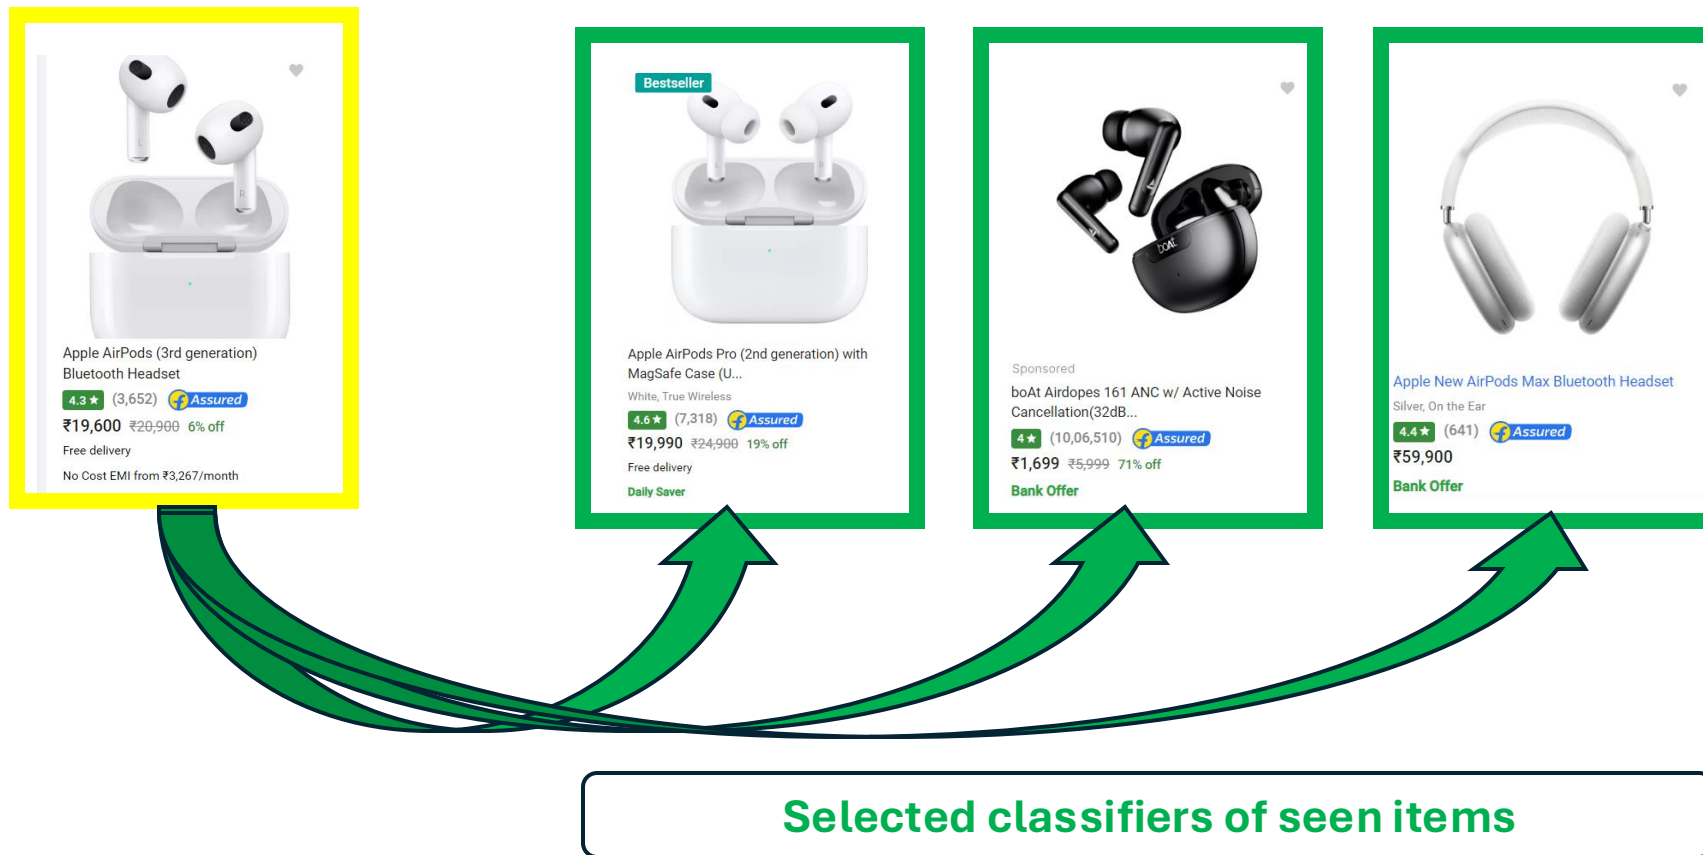 Apple AirPods (3rd generation)
Bluetooth Headset
4.3★ (3,652) Assured
₹19,600 ₹20,900 6% off
Free delivery
No Cost EMI from ₹3,267/month
Bestseller
L R
Apple AirPods Pro (2nd generation) with
MagSafe Case (U...
White, True Wireless
4.6★ (7,318) Assured
₹19,990 ₹24,900 19% off
Free delivery
Daily Saver
boAt
Sponsored
boAt Airdopes 161 ANC w/ Active Noise
Cancellation(32dB...
4★ (10,06,510) Assured
₹1,699 ₹5,999 71% off
Bank Offer
Apple New AirPods Max Bluetooth Headset
Silver, On the Ear
4.4★ (641) Assured
₹59,900
Bank Offer
Selected classifiers of seen items